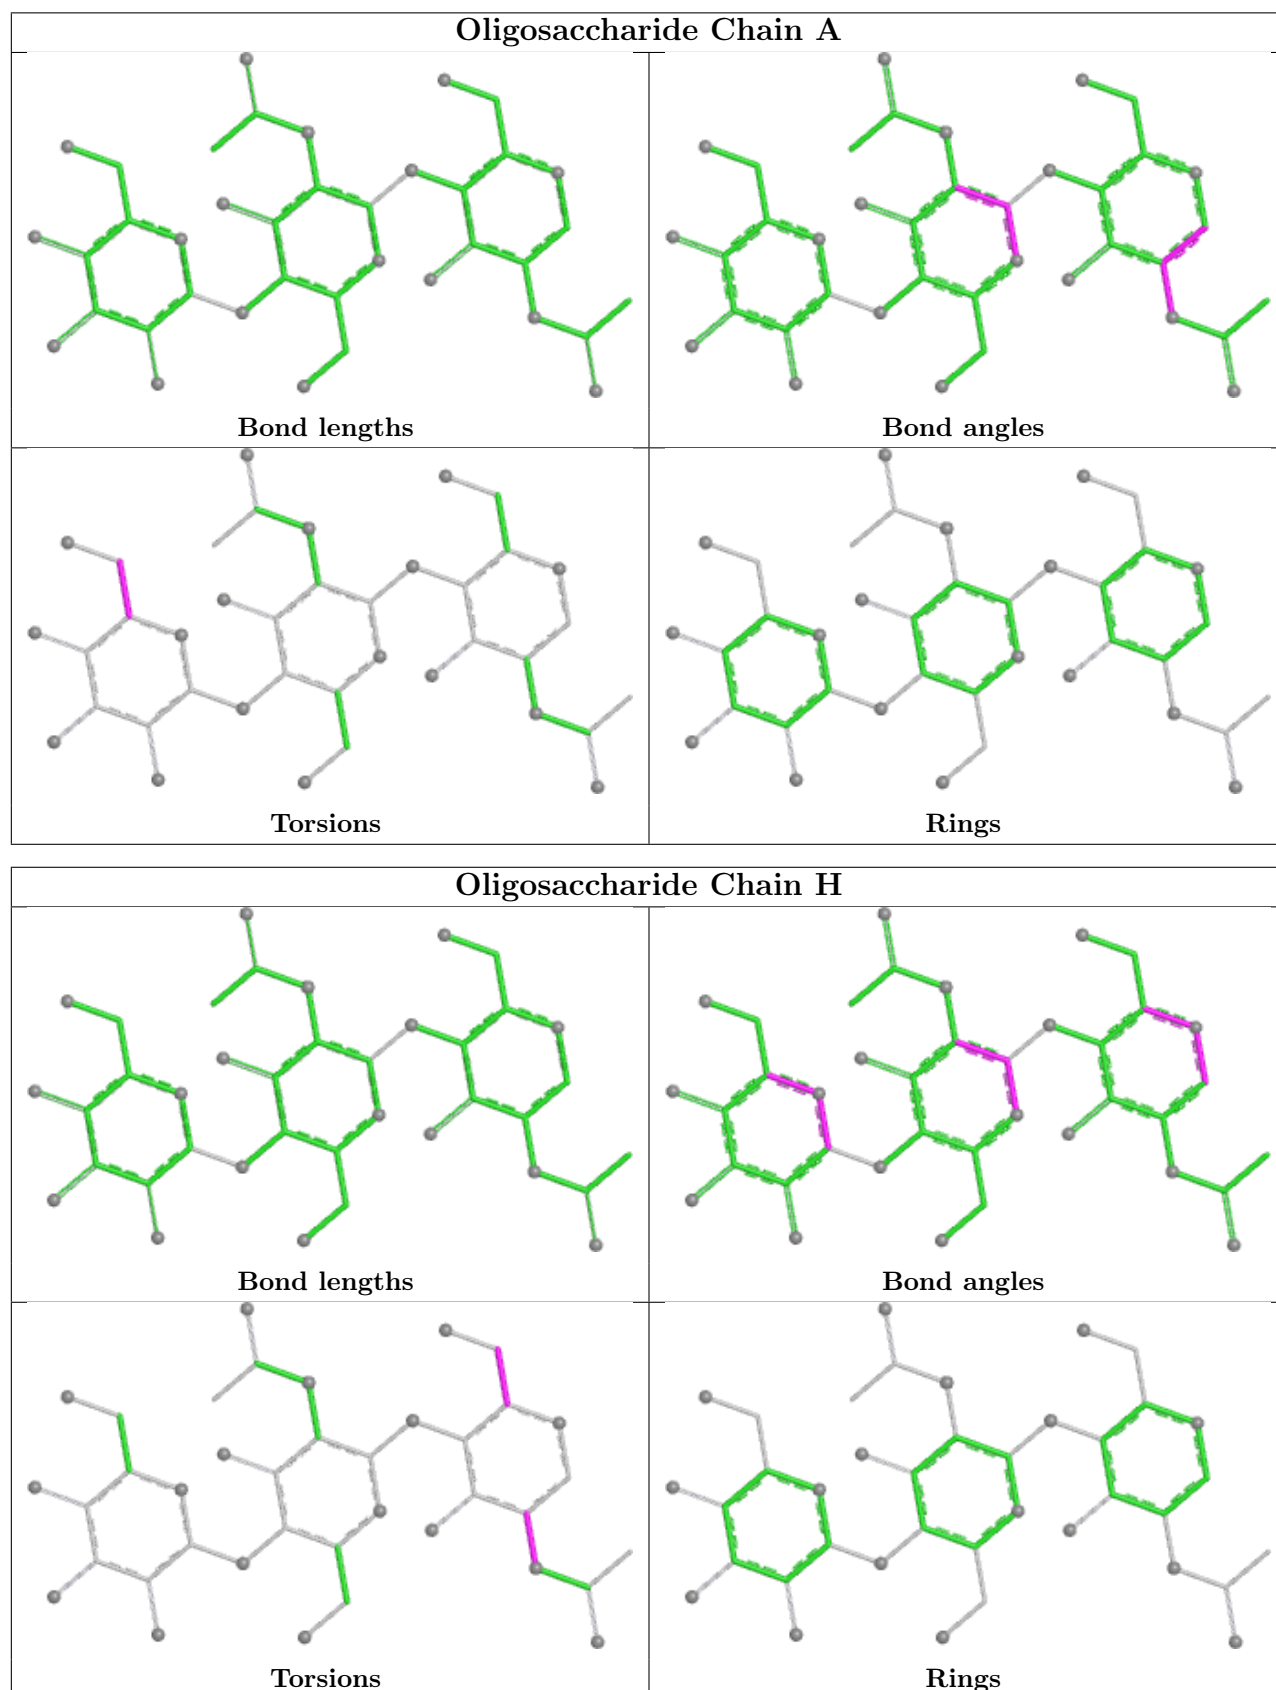 Oligosaccharide Chain A
Bond lengths
Bond angles
Torsions
Rings
Oligosaccharide Chain H
Bond lengths
Bond angles
Torsions
Rings